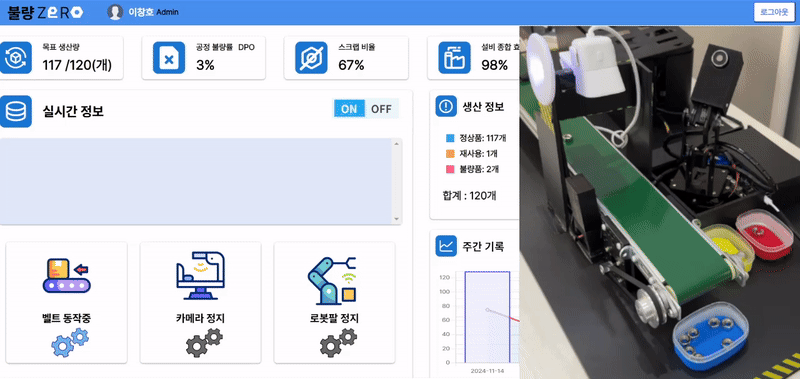 불량 ZERO
이창호 Admin
로그아웃
목표 생산량
117 /120(개)
공정 불량률 DPO
3%
스크랩 비율
67%
설비 종합 효
98%
실시간 정보
ON OFF
벨트 동작중
카메라 정지
로봇팔 정지
생산 정보
정상품: 117개
재사용: 1개
불량품: 2개
합계 : 120개
주간 기록
120
100
80
60
40
20
0
2024-11-14